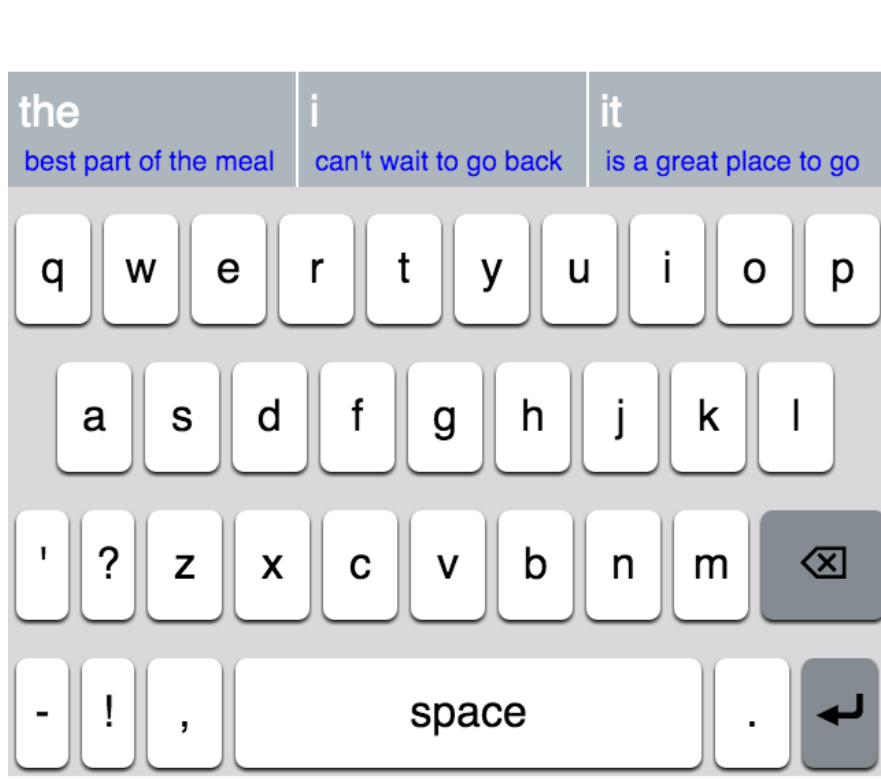 the i it
best part of the meal can't wait to go back is a great place to go
q w e r t y u i o p
a s d f g h j k l
' ? z x c v b n m
- ! , space .